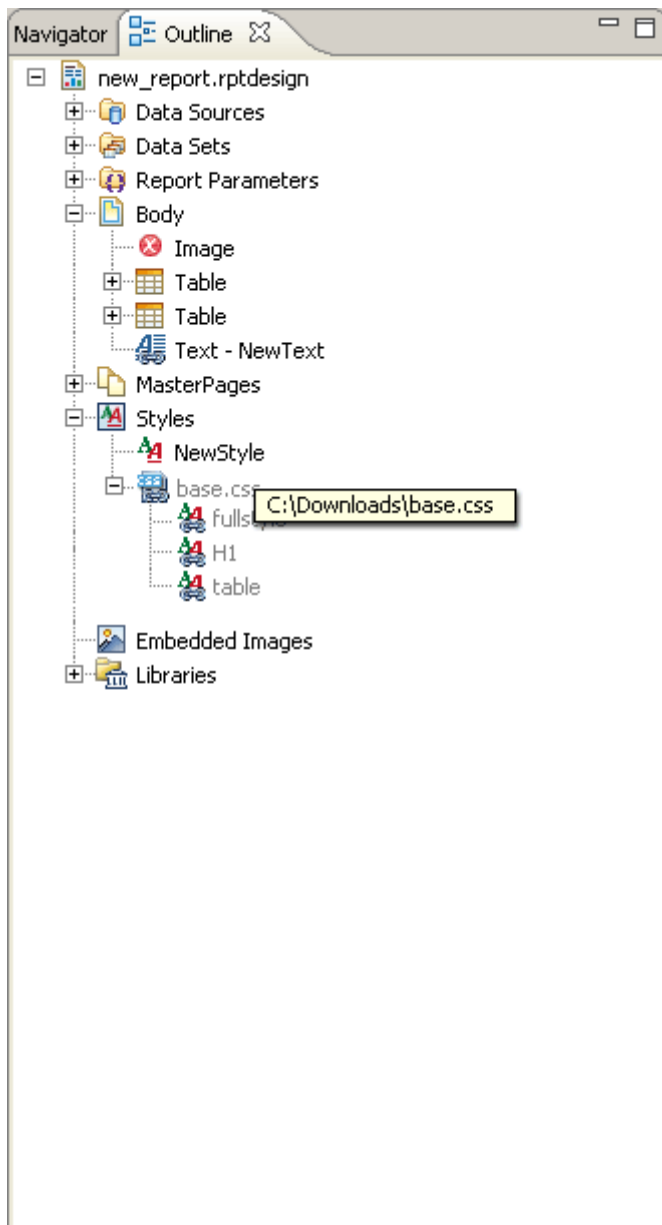 Navigator Outline
new_report.rptdesign
Data Sources
Data Sets
Report Parameters
Body
Image
Table
Table
Text - NewText
MasterPages
Styles
NewStyle
base.css
C:\Downloads\base.css
H1
table
Embedded Images
Libraries